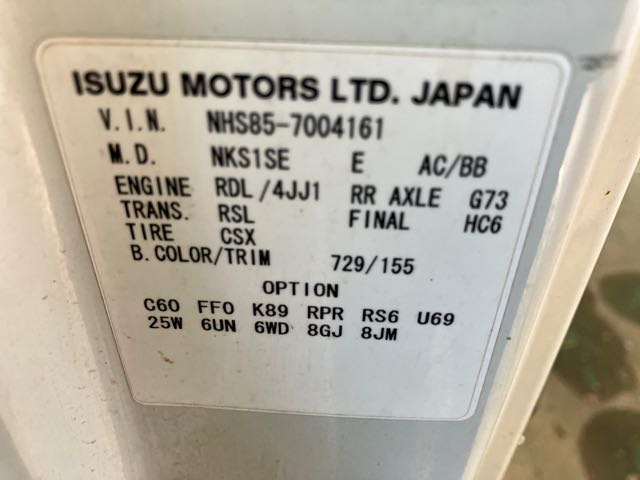 ISUZU MOTORS LTD. JAPAN
V.I.N. NHS85-7004161
M.D. NKS1SE E AC/BB
ENGINE RDL/4JJ1 RR AXLE G73
TRANS. RSL FINAL HC6
TIRE CSX
B.COLOR/TRIM 729/155
OPTION
C60 FF0 K89 RPR RS6 U69
25W 6UN 6WD 8GJ 8JM